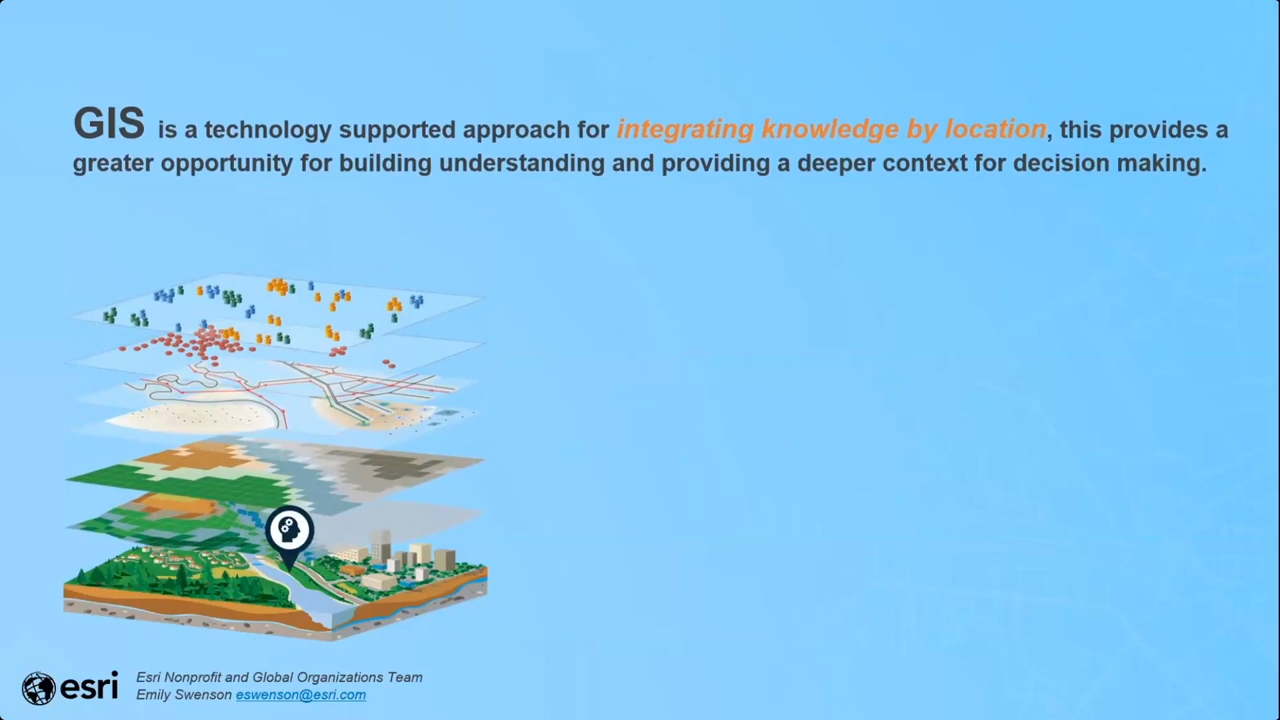 GIS is a technology supported approach for integrating knowledge by location, this provides a
greater opportunity for building understanding and providing a deeper context for decision making.
esri
Esri Nonprofit and Global Organizations Team
Emily Swenson eswenson@esri.com